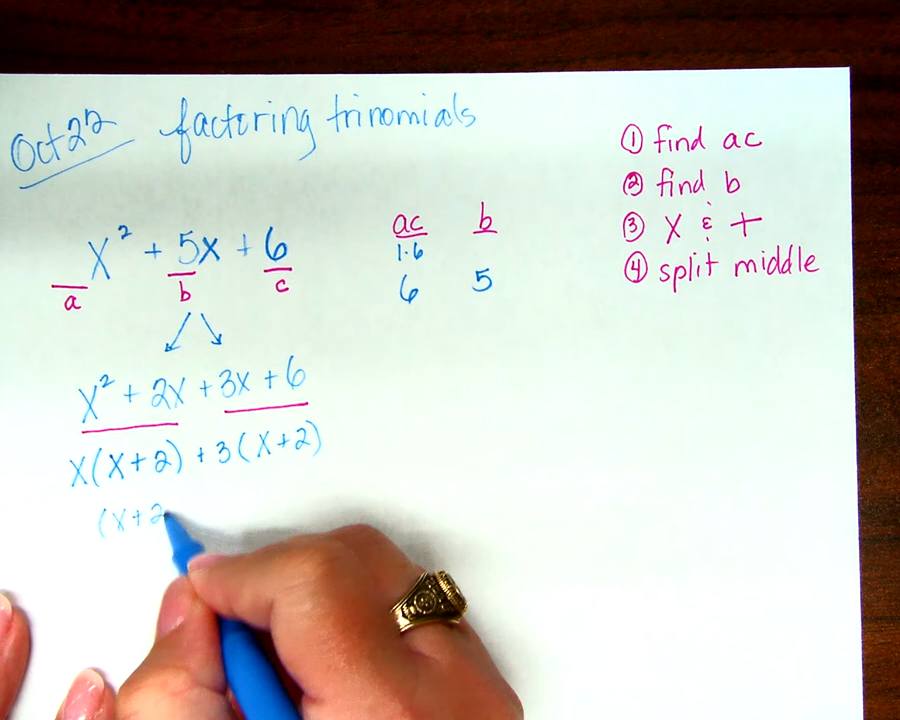 Oct 22 factoring trinomials
x² + 5x + 6
a b c
ac b
1·6
6 5
① find ac
② find b
③ x & +
④ split middle
x² + 2x + 3x + 6
x(x+2) + 3(x+2)
(x+2